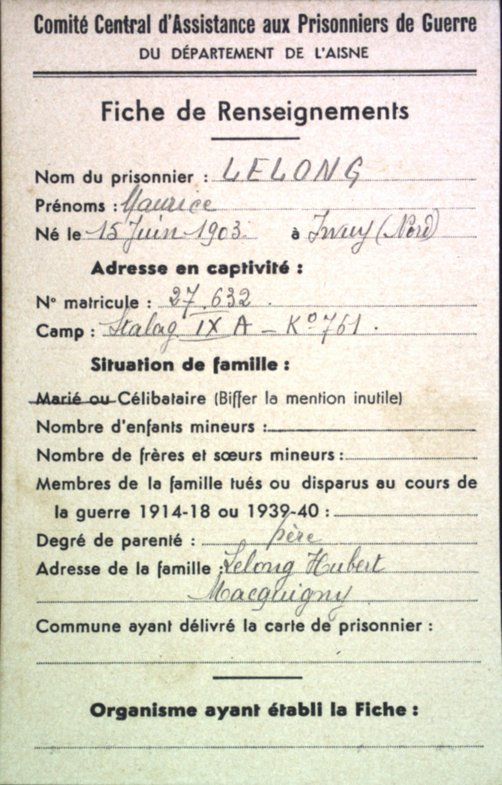 Comité Central d'Assistance aux Prisonniers de Guerre
DU DÉPARTEMENT DE L'AISNE
Fiche de Renseignements
Nom du prisonnier : LELONG
Prénoms : Maurice
Né le 15 Juin 1903 à Iwuy (Nord)
Adresse en captivité :
N° matricule : 27.632.
Camp : Stalag IX A - K° 761.
Situation de famille :
Marié ou Célibataire (Biffer la mention inutile)
Nombre d'enfants mineurs :
Nombre de frères et sœurs mineurs :
Membres de la famille tués ou disparus au cours de
la guerre 1914-18 ou 1939-40 :
Degré de parenté : père
Adresse de la famille : Lelong Hubert
Macquigny
Commune ayant délivré la carte de prisonnier :
Organisme ayant établi la Fiche :